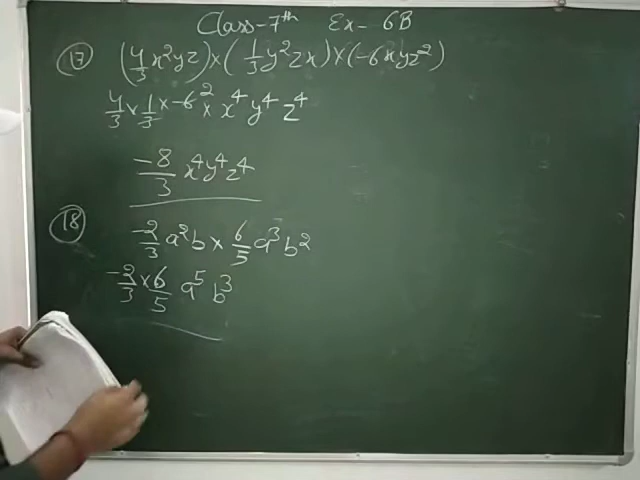 Class-7th Ex-6B
(17) (4/3 x²yz)×(1/3 y²zx)×(-6xyz²)
4/3 × 1/3 × -6² × x⁴ y⁴ z⁴
-8/3 x⁴y⁴z⁴
(18) -2/3 a²b × 6/5 a³b²
-2/3 × 6/5 a⁵ b³